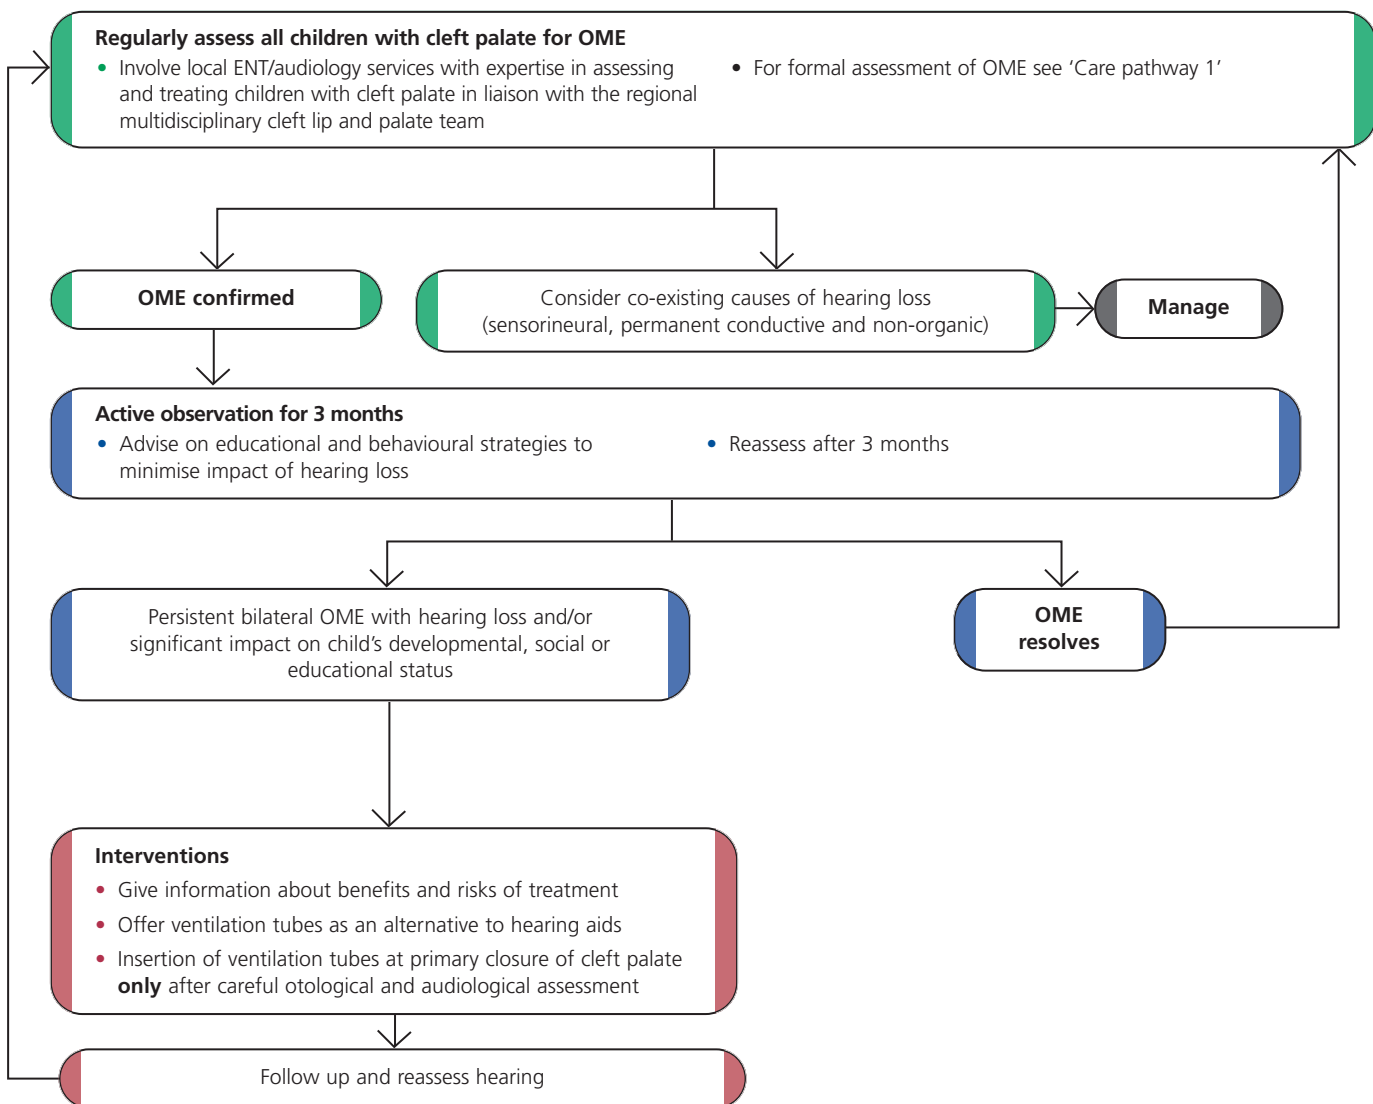 Regularly assess all children with cleft palate for OME
• Involve local ENT/audiology services with expertise in assessing
and treating children with cleft palate in liaison with the regional
multidisciplinary cleft lip and palate team
• For formal assessment of OME see ‘Care pathway 1’
OME confirmed
Consider co-existing causes of hearing loss
(sensorineural, permanent conductive and non-organic)
Manage
Active observation for 3 months
• Advise on educational and behavioural strategies to
minimise impact of hearing loss
• Reassess after 3 months
Persistent bilateral OME with hearing loss and/or
significant impact on child’s developmental, social or
educational status
OME
resolves
Interventions
• Give information about benefits and risks of treatment
• Offer ventilation tubes as an alternative to hearing aids
• Insertion of ventilation tubes at primary closure of cleft palate
only after careful otological and audiological assessment
Follow up and reassess hearing